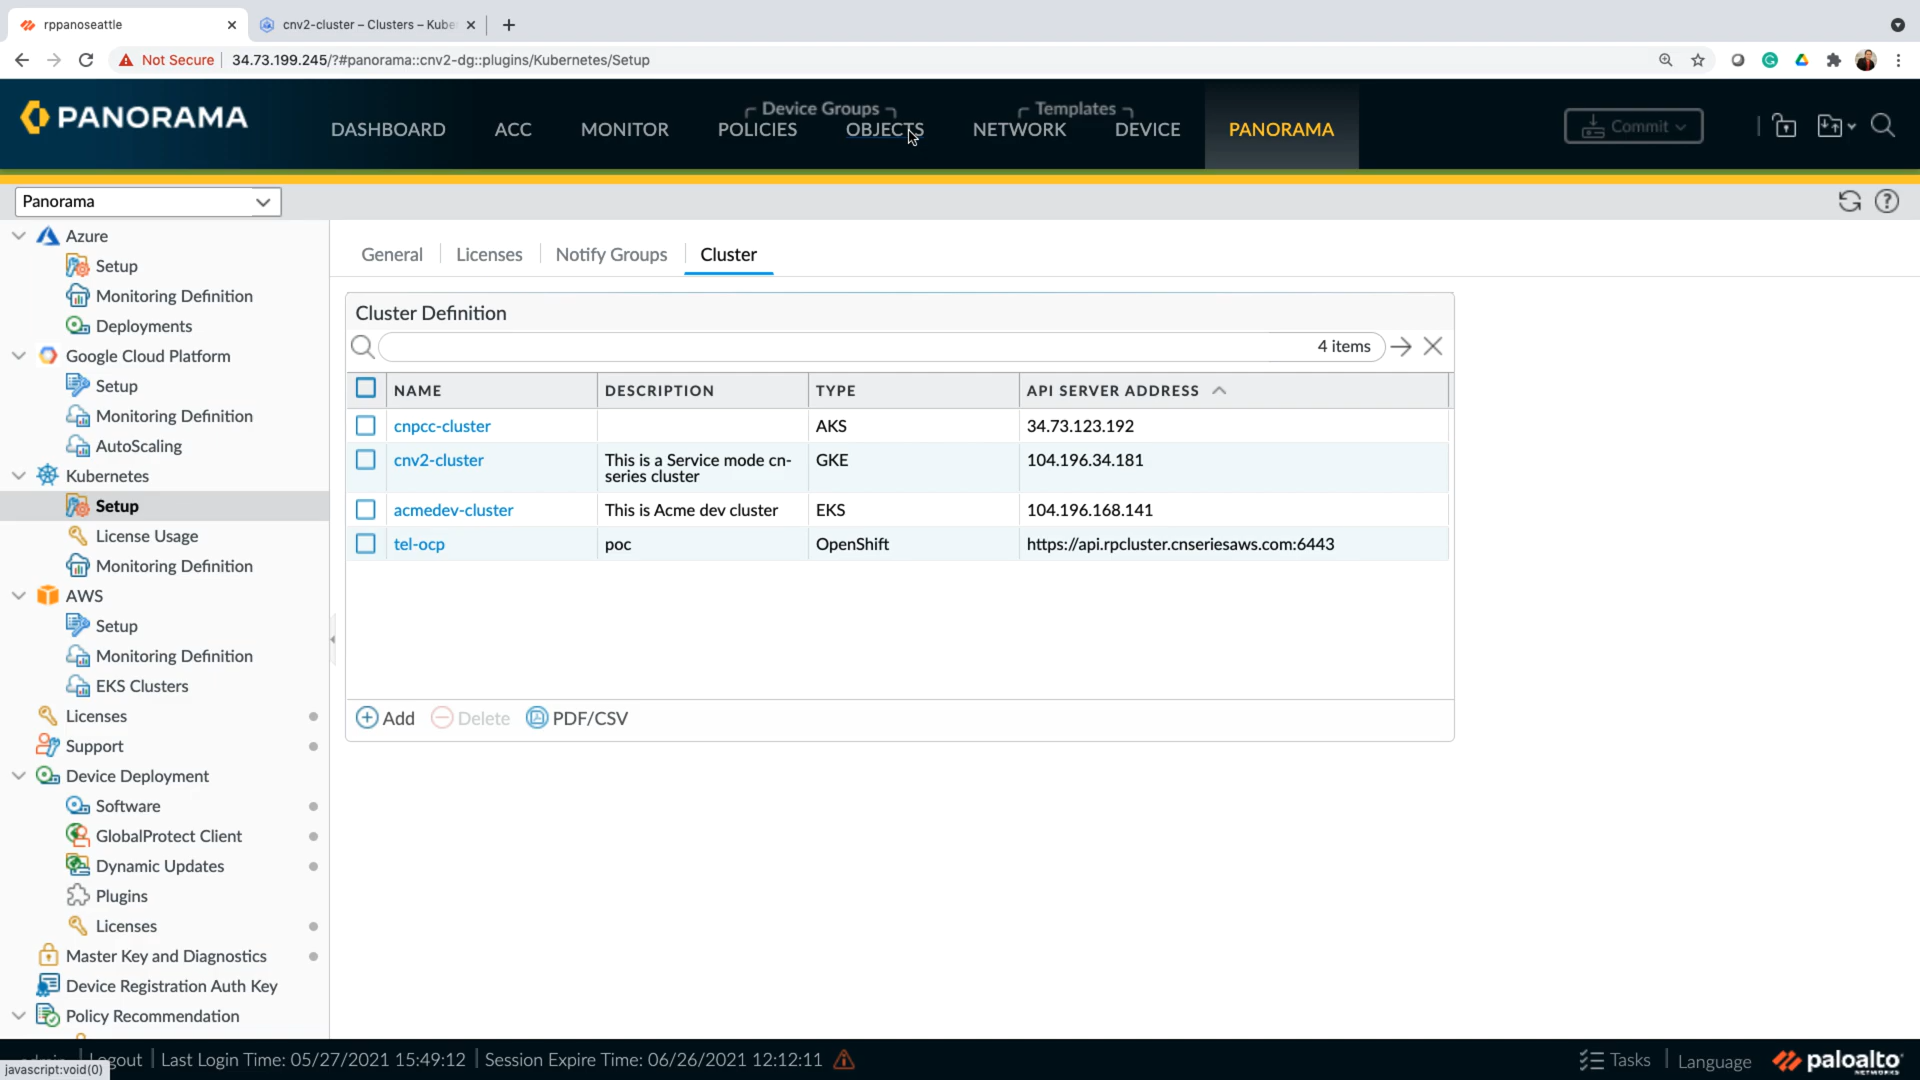 rppanoseattle
cnv2-cluster – Clusters – Kube
Not Secure
34.73.199.245/?#panorama::cnv2-dg::plugins/Kubernetes/Setup
PANORAMA
DASHBOARD
ACC
MONITOR
Device Groups
POLICIES
OBJECTS
Templates
NETWORK
DEVICE
PANORAMA
Commit
Panorama
Azure
Setup
Monitoring Definition
Deployments
Google Cloud Platform
Setup
Monitoring Definition
AutoScaling
Kubernetes
Setup
License Usage
Monitoring Definition
AWS
Setup
Monitoring Definition
EKS Clusters
Licenses
Support
Device Deployment
Software
GlobalProtect Client
Dynamic Updates
Plugins
Licenses
Master Key and Diagnostics
Device Registration Auth Key
Policy Recommendation
General
Licenses
Notify Groups
Cluster
Cluster Definition
4 items
NAME DESCRIPTION TYPE API SERVER ADDRESS
cnpcc-cluster AKS 34.73.123.192
cnv2-cluster This is a Service mode cn-
series cluster GKE 104.196.34.181
acmedev-cluster This is Acme dev cluster EKS 104.196.168.141
tel-ocp poc OpenShift https://api.rpcluster.cnseriesaws.com:6443
Add
Delete
PDF/CSV
Logout
Last Login Time: 05/27/2021 15:49:12
Session Expire Time: 06/26/2021 12:12:11
Tasks
Language
paloalto
NETWORKS
javascript:void(0)